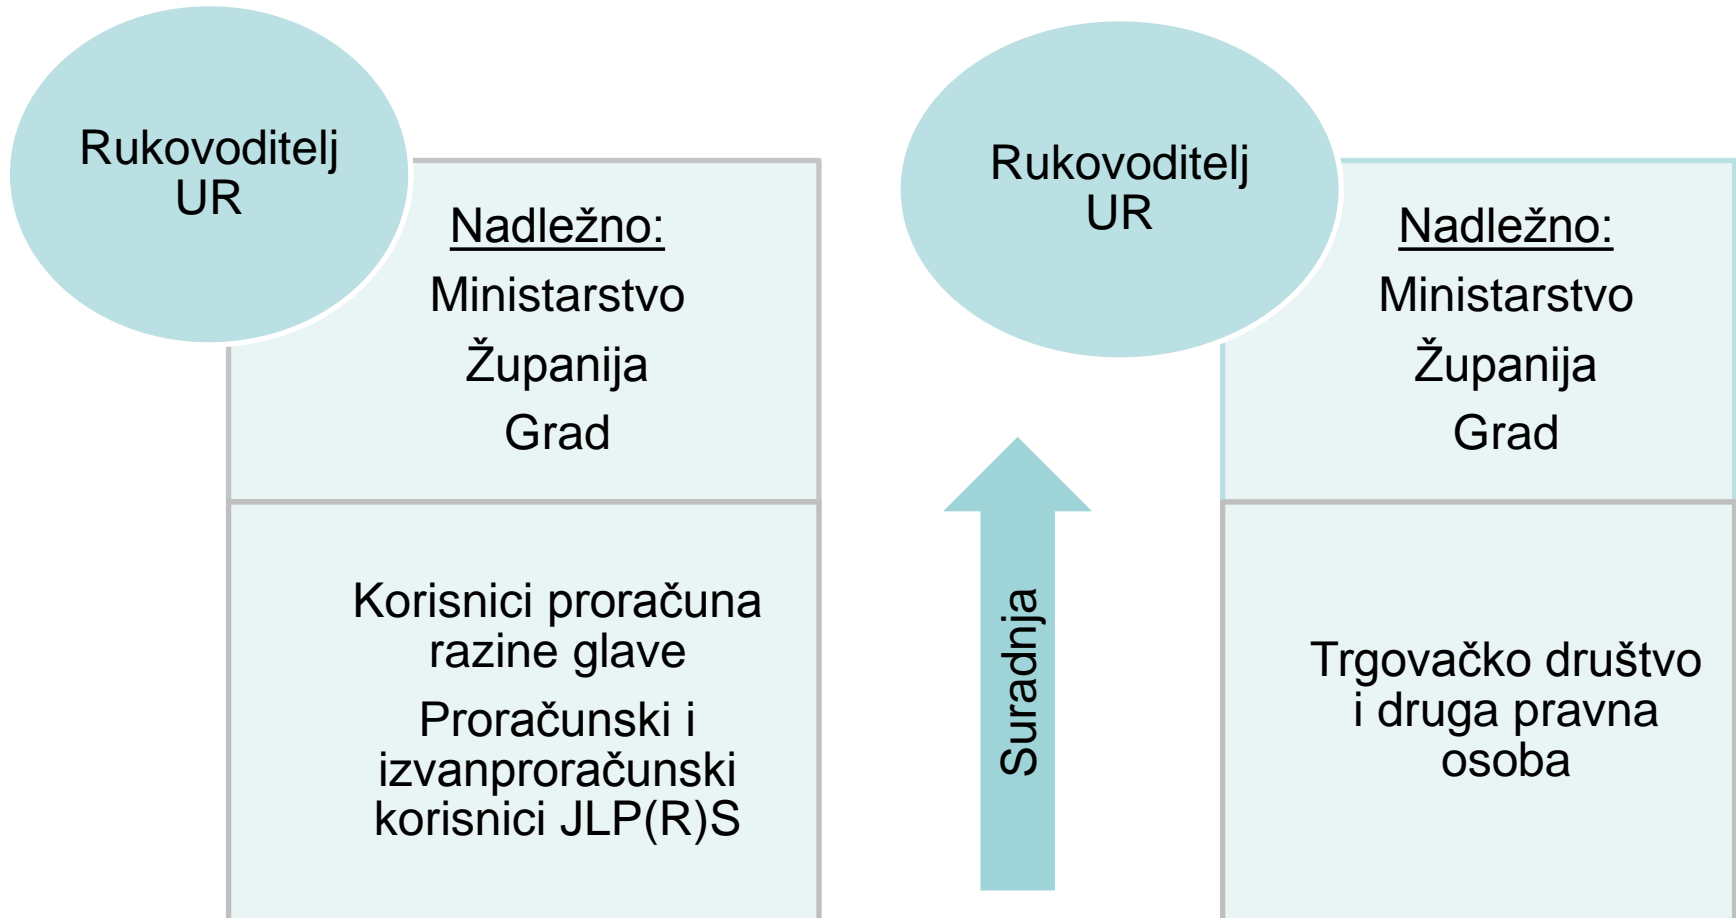 Rukovoditelj
UR
Nadležno:
Ministarstvo
Županija
Grad
Korisnici proračuna
razine glave
Proračunski i
izvanproračunski
korisnici JLP(R)S
Suradnja
Rukovoditelj
UR
Nadležno:
Ministarstvo
Županija
Grad
Trgovačko društvo
i druga pravna
osoba